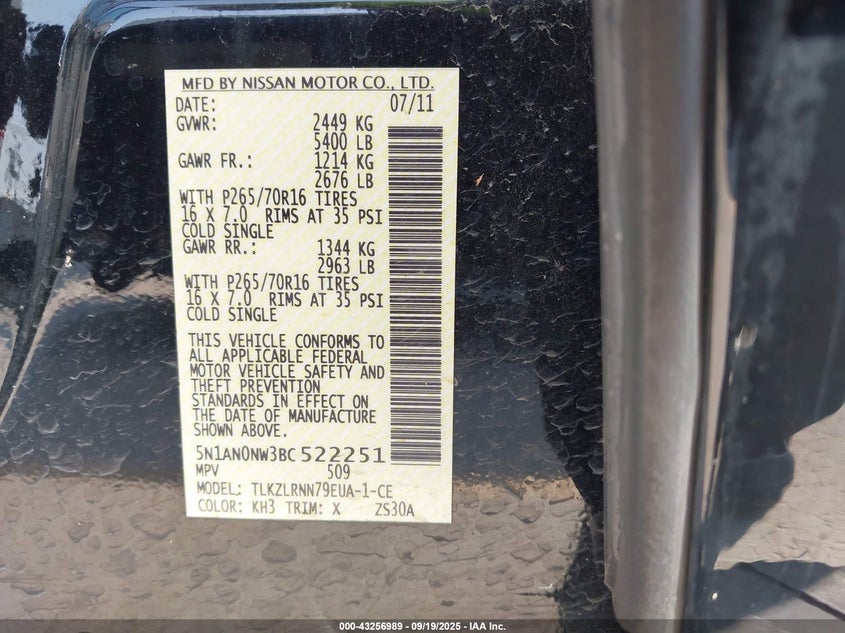 MFD BY NISSAN MOTOR CO., LTD.
DATE: 07/11
GVWR: 2449 KG
5400 LB
GAWR FR.: 1214 KG
2676 LB
WITH P265/70R16 TIRES
16 X 7.0 RIMS AT 35 PSI
COLD SINGLE
GAWR RR.: 1344 KG
2963 LB
WITH P265/70R16 TIRES
16 X 7.0 RIMS AT 35 PSI
COLD SINGLE
THIS VEHICLE CONFORMS TO
ALL APPLICABLE FEDERAL
MOTOR VEHICLE SAFETY AND
THEFT PREVENTION
STANDARDS IN EFFECT ON
THE DATE OF MANUFACTURE
SHOWN ABOVE.
5N1AN0NW3BC522251
MPV 509
MODEL: TLKZLRNN79EUA-1-CE
COLOR: KH3 TRIM: X ZS30A
000-43256989 - 09/19/2025 - IAA Inc.